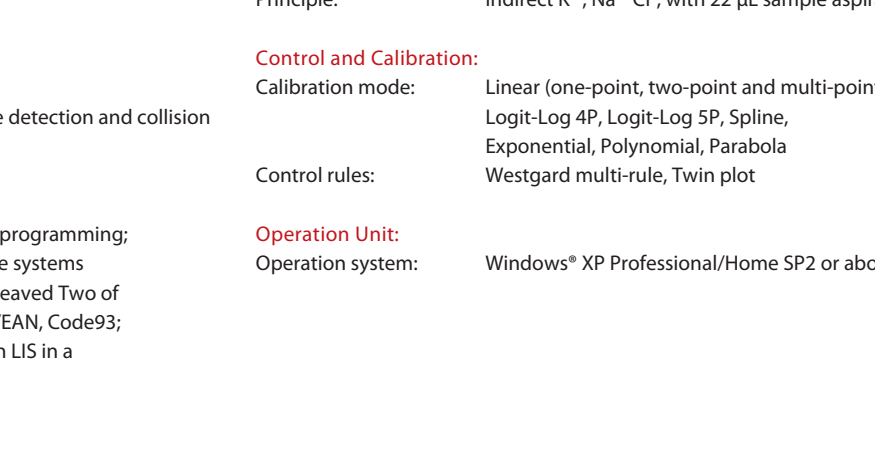 e detection and collision
programming;
e systems
eaved Two of
/EAN, Code93;
n LIS in a
Control and Calibration:
Calibration mode: Linear (one-point, two-point and multi-point
Logit-Log 4P, Logit-Log 5P, Spline,
Exponential, Polynomial, Parabola
Control rules: Westgard multi-rule, Twin plot
Operation Unit:
Operation system: Windows® XP Professional/Home SP2 or abo